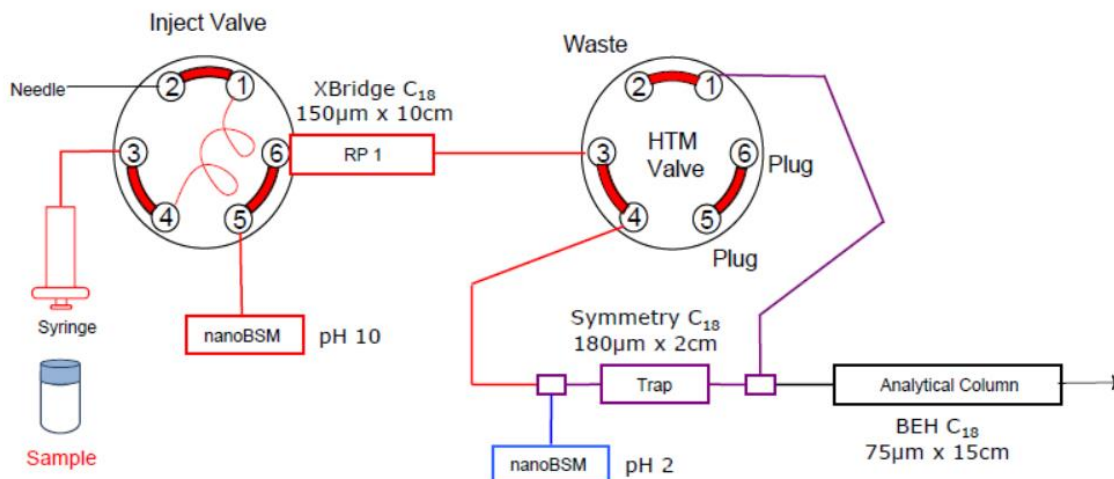 Inject Valve
Needle
2
1
3
6
4
5
XBridge C₁₈
150µm x 10cm
RP 1
Waste
2
1
3
HTM
Valve
6
Plug
4
5
Plug
Syringe
Sample
nanoBSM
pH 10
Symmetry C₁₈
180µm x 2cm
Trap
nanoBSM
pH 2
Analytical Column
BEH C₁₈
75µm x 15cm